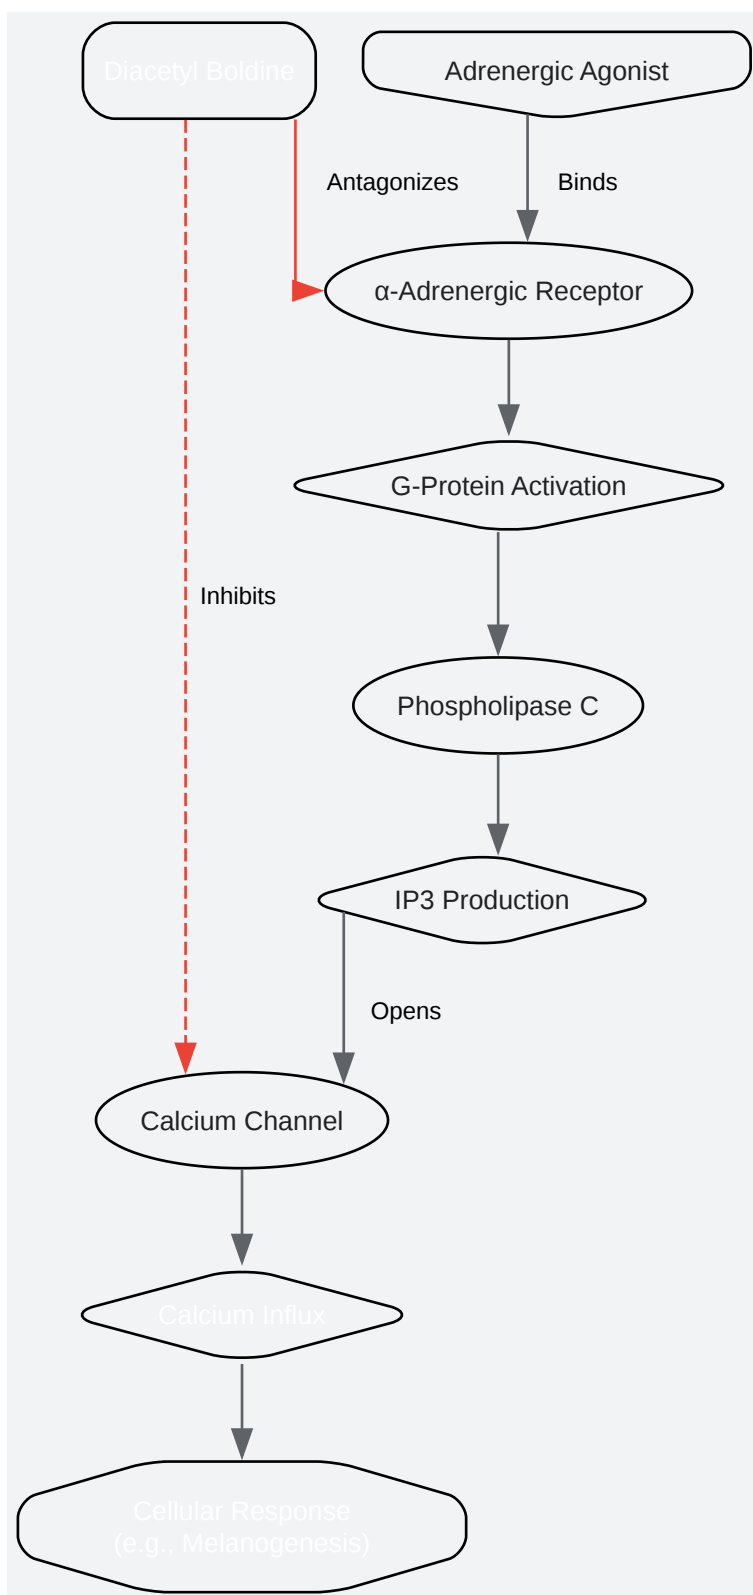 Diacetyl Boldine
Adrenergic Agonist
Antagonizes
Binds
α-Adrenergic Receptor
G-Protein Activation
Inhibits
Phospholipase C
IP3 Production
Opens
Calcium Channel
Calcium Influx
Cellular Response
(e.g., Melanogenesis)